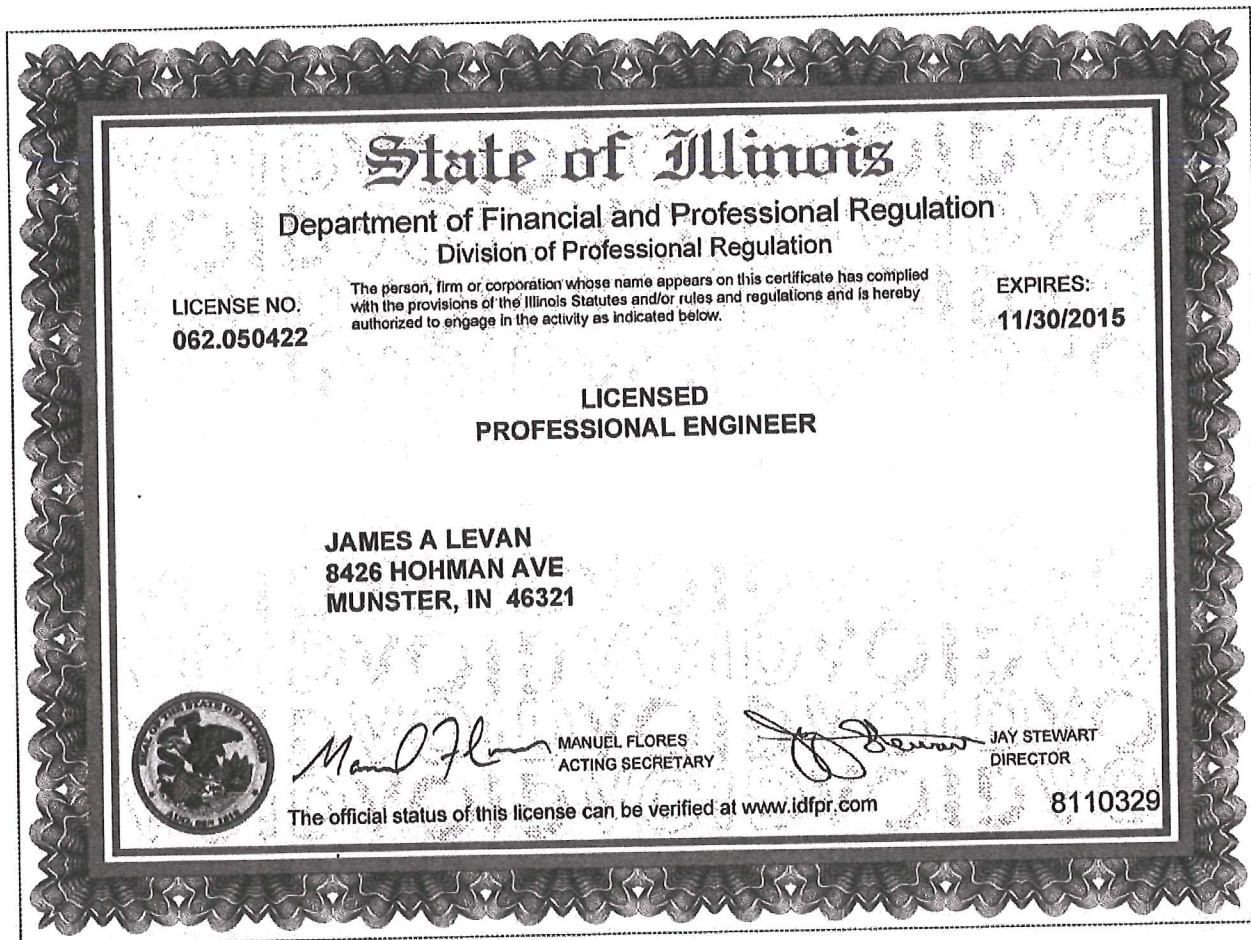 State of Illinois
Department of Financial and Professional Regulation
Division of Professional Regulation
LICENSE NO.
062.050422
The person, firm or corporation whose name appears on this certificate has complied
with the provisions of the Illinois Statutes and/or rules and regulations and is hereby
authorized to engage in the activity as indicated below.
EXPIRES:
11/30/2015
LICENSED
PROFESSIONAL ENGINEER
JAMES A LEVAN
8426 HOHMAN AVE
MUNSTER, IN 46321
MANUEL FLORES
ACTING SECRETARY
JAY STEWART
DIRECTOR
The official status of this license can be verified at www.idfpr.com
8110329